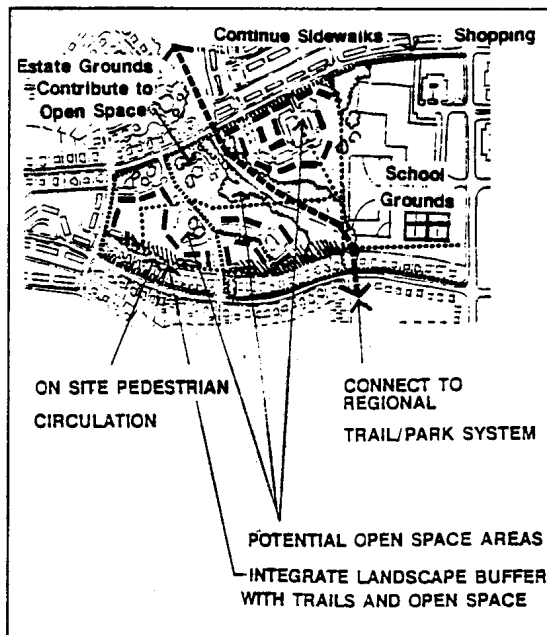 Continue Sidewalks
Shopping
Estate Grounds
Contribute to
Open Space
School
Grounds
ON SITE PEDESTRIAN
CIRCULATION
CONNECT TO
REGIONAL
TRAIL/PARK SYSTEM
POTENTIAL OPEN SPACE AREAS
INTEGRATE LANDSCAPE BUFFER
WITH TRAILS AND OPEN SPACE